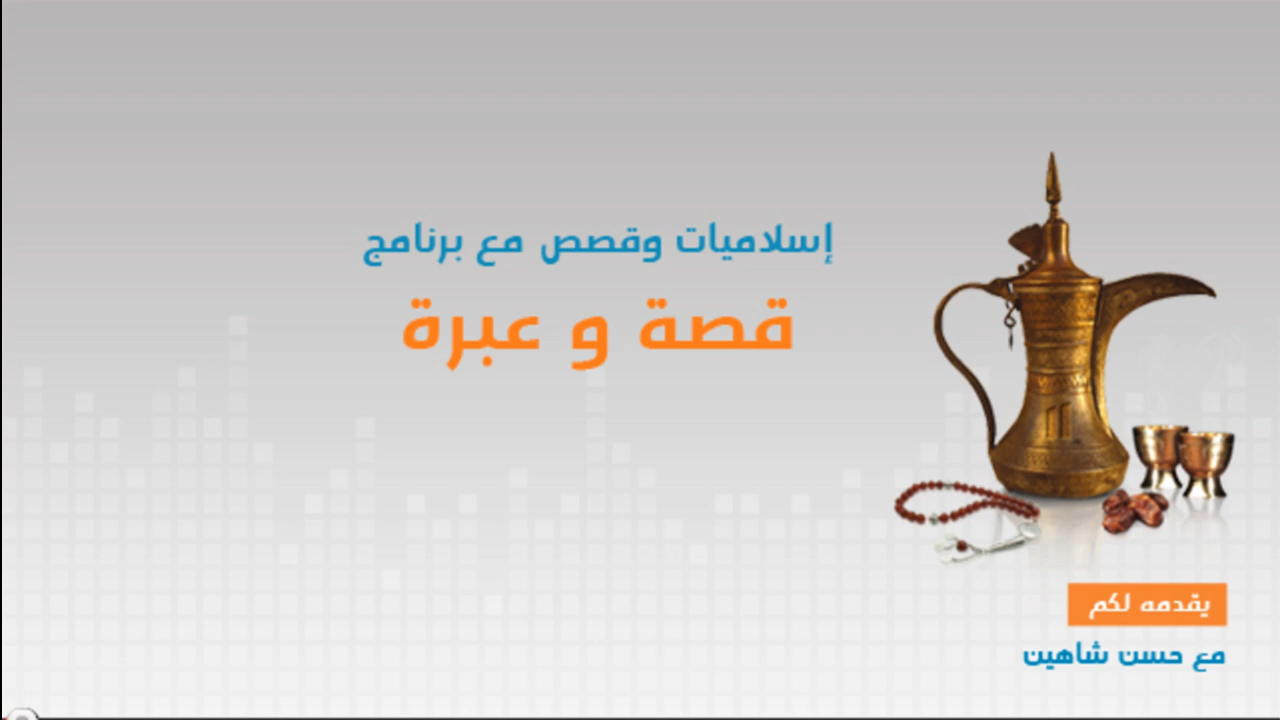 إسلاميات وقصص مع برنامج
قصة و عبرة
يقدمه لكم
مع حسن شاهين